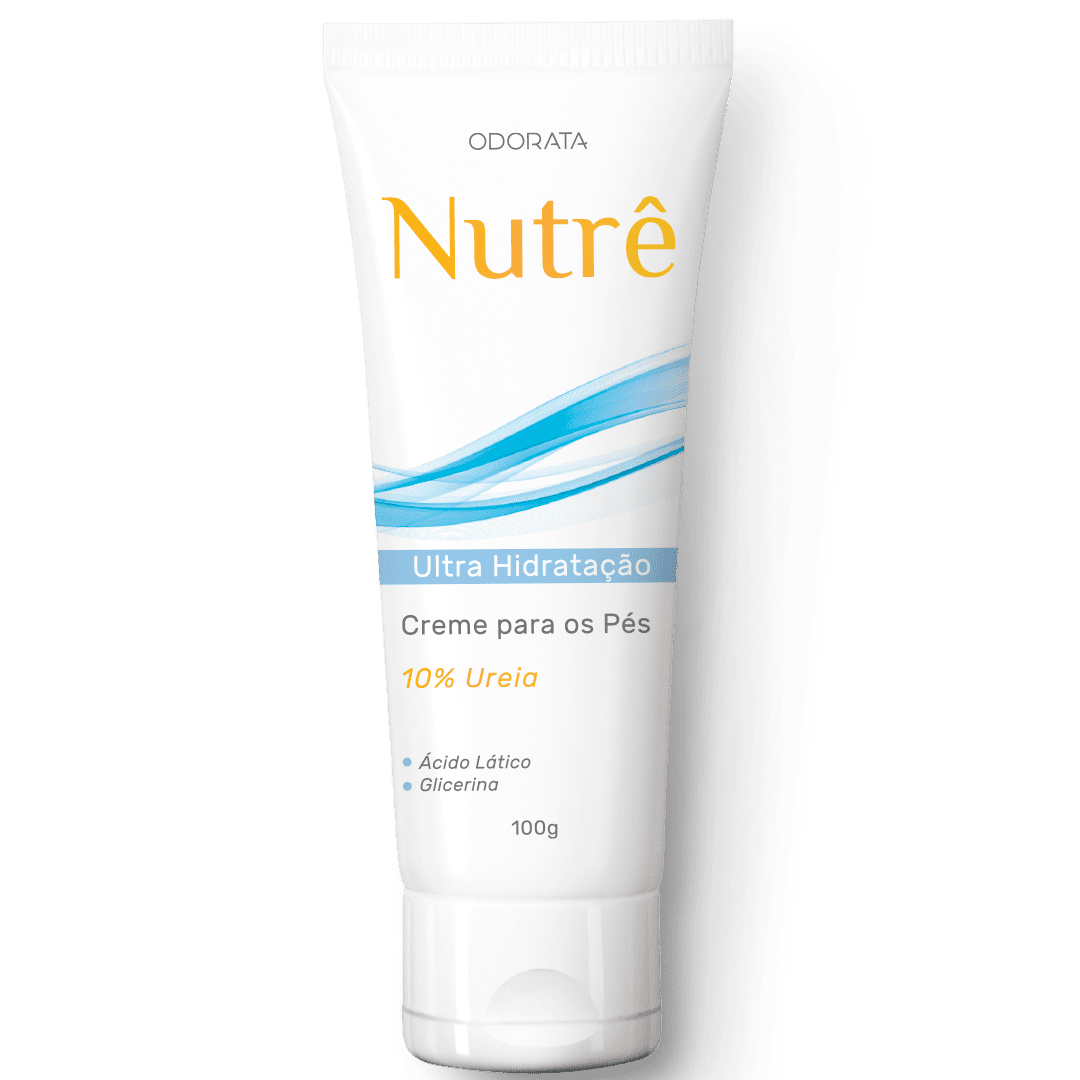 ODORATA
Nutrê
Ultra Hidratação
Creme para os Pés
10% Ureia
• Ácido Lático
• Glicerina
100g